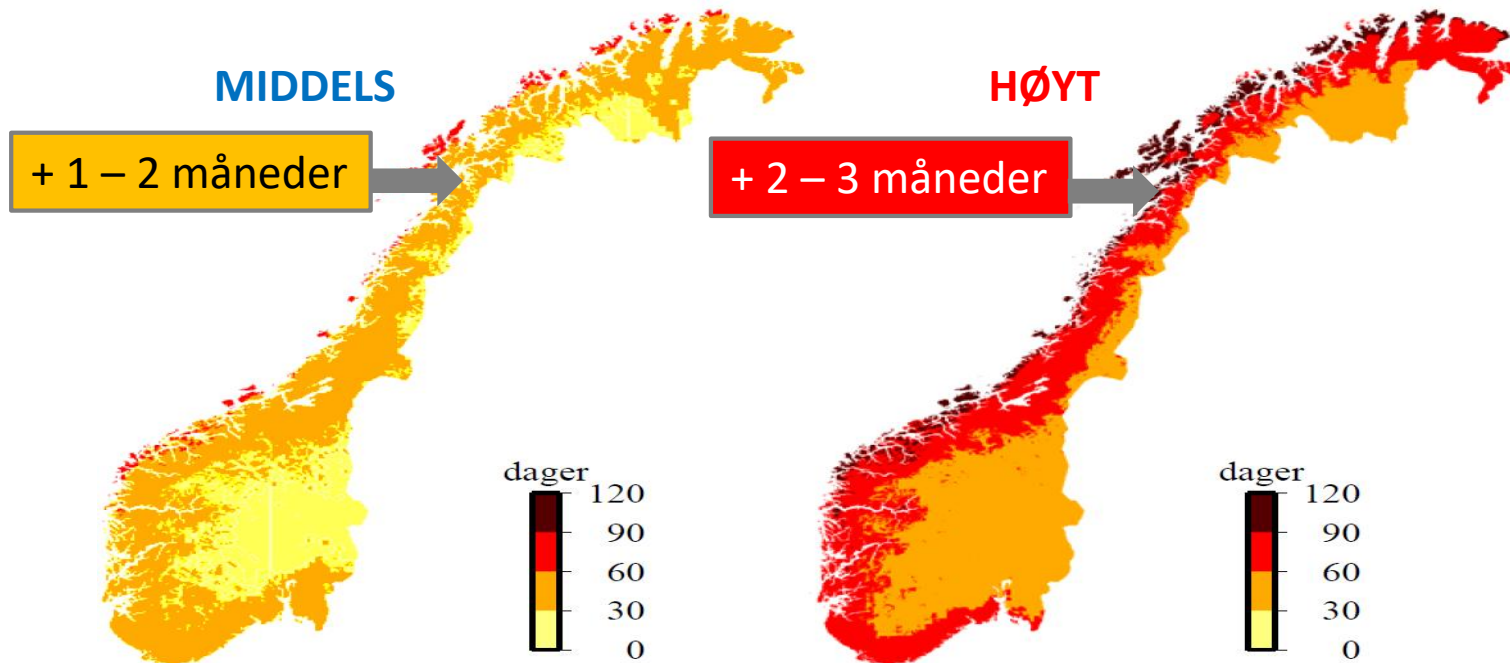 MIDDELS
+ 1 – 2 måneder
dager
120
90
60
30
0
HØYT
+ 2 – 3 måneder
dager
120
90
60
30
0